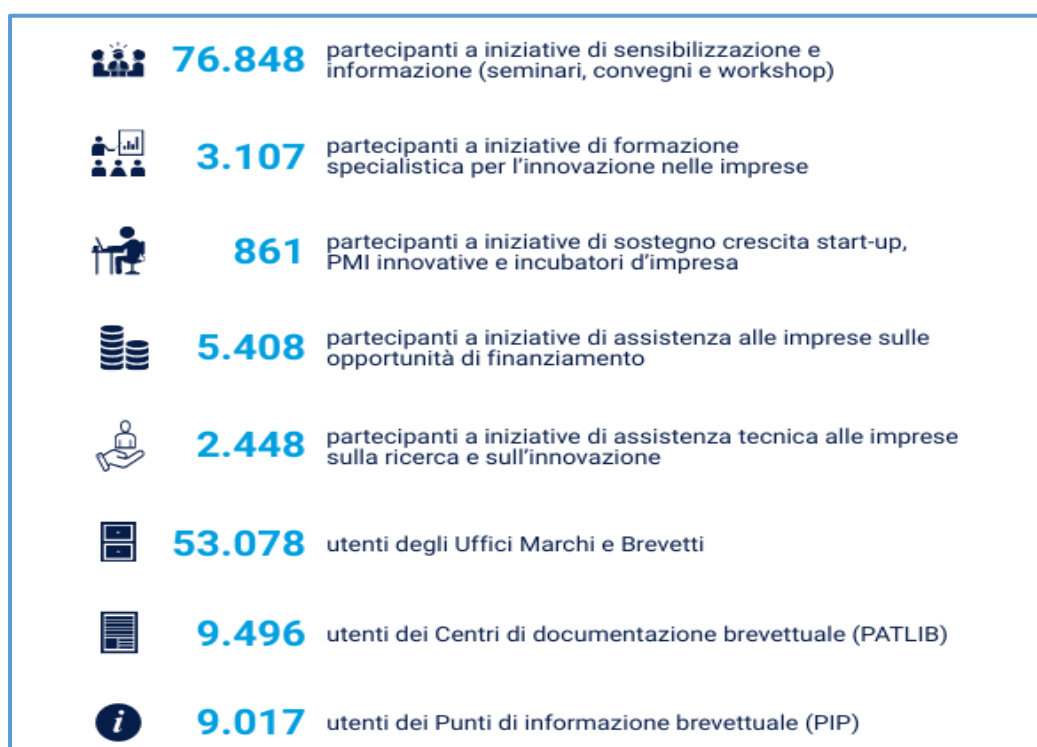 76.848 partecipanti a iniziative di sensibilizzazione e
informazione (seminari, convegni e workshop)
3.107 partecipanti a iniziative di formazione
specialistica per l'innovazione nelle imprese
861 partecipanti a iniziative di sostegno crescita start-up,
PMI innovative e incubatori d'impresa
5.408 partecipanti a iniziative di assistenza alle imprese sulle
opportunità di finanziamento
2.448 partecipanti a iniziative di assistenza tecnica alle imprese
sulla ricerca e sull'innovazione
53.078 utenti degli Uffici Marchi e Brevetti
9.496 utenti dei Centri di documentazione brevettuale (PATLIB)
9.017 utenti dei Punti di informazione brevettuale (PIP)